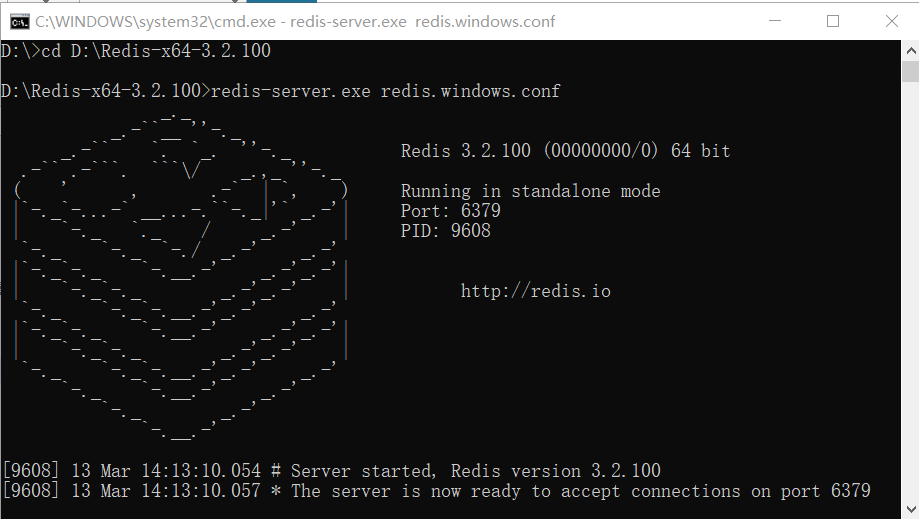 C:\WINDOWS\system32\cmd.exe - redis-server.exe redis.windows.conf
D:\>cd D:\Redis-x64-3.2.100
D:\Redis-x64-3.2.100>redis-server.exe redis.windows.conf
Redis 3.2.100 (00000000/0) 64 bit
Running in standalone mode
Port: 6379
PID: 9608
http://redis.io
[9608] 13 Mar 14:13:10.054 # Server started, Redis version 3.2.100
[9608] 13 Mar 14:13:10.057 * The server is now ready to accept connections on port 6379